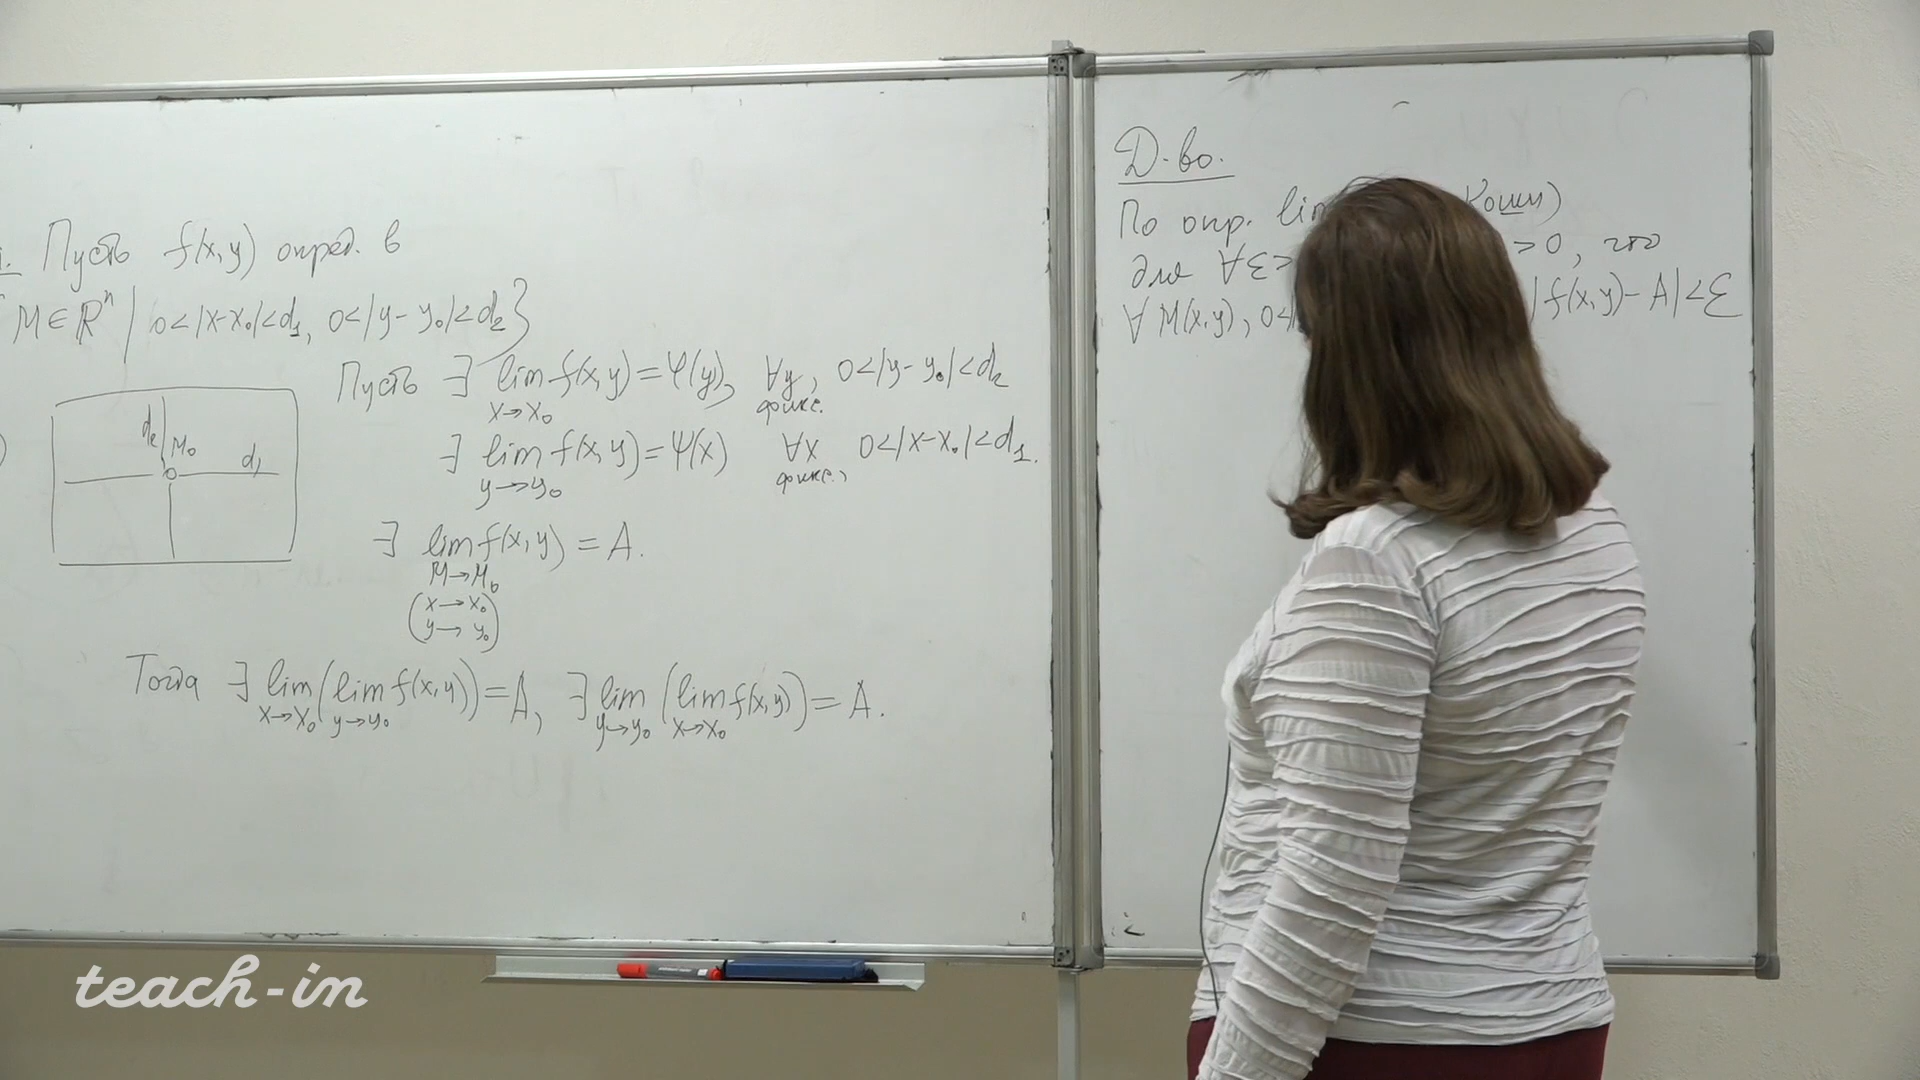 Пусть f(x,y) опред. в
M∈Rⁿ | 0<|x-x₀|<d₁, 0<|y-y₀|<d₂}
Пусть ∃ lim f(x,y)=φ(y), ∀y, 0<|y-y₀|<d₂
x→x₀ фикс.
∃ lim f(x,y)=ψ(x) ∀x 0<|x-x₀|<d₁.
y→y₀ фикс.,
d₂ M₀ d₁
∃ lim f(x,y) = A.
M→M₀
(x→x₀
y→y₀)
Тогда ∃ lim (lim f(x,y))=A, ∃ lim (lim f(x,y))=A.
x→x₀ y→y₀ y→y₀ x→x₀
Д-во.
По опр. lim Коши)
для ∀ε >0, что
∀ M(x,y), 0< |f(x,y)-A|<ε
teach-in